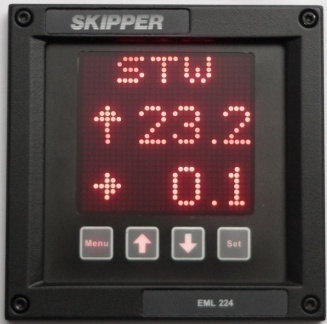 SKIPPER
STW
↑ 23.2
→ 0.1
Menu ↑ ↓ Set
EML 224